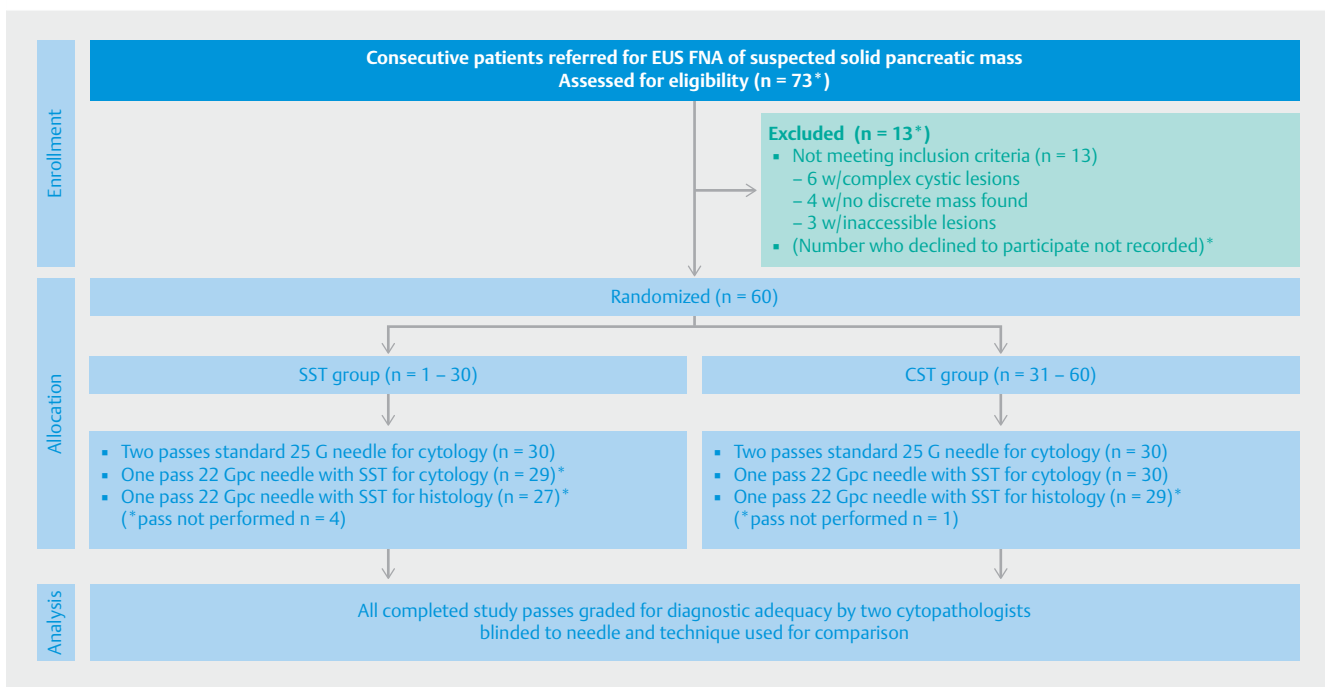 Enrollment
Consecutive patients referred for EUS FNA of suspected solid pancreatic mass
Assessed for eligibility (n = 73*)
Excluded (n = 13*)
▪ Not meeting inclusion criteria (n = 13)
– 6 w/complex cystic lesions
– 4 w/no discrete mass found
– 3 w/inaccessible lesions
▪ (Number who declined to participate not recorded)*
Allocation
Randomized (n = 60)
SST group (n = 1 – 30)
CST group (n = 31 – 60)
▪ Two passes standard 25 G needle for cytology (n = 30)
▪ One pass 22 Gpc needle with SST for cytology (n = 29)*
▪ One pass 22 Gpc needle with SST for histology (n = 27)*
(*pass not performed n = 4)
▪ Two passes standard 25 G needle for cytology (n = 30)
▪ One pass 22 Gpc needle with SST for cytology (n = 30)
▪ One pass 22 Gpc needle with SST for histology (n = 29)*
(*pass not performed n = 1)
Analysis
All completed study passes graded for diagnostic adequacy by two cytopathologists
blinded to needle and technique used for comparison